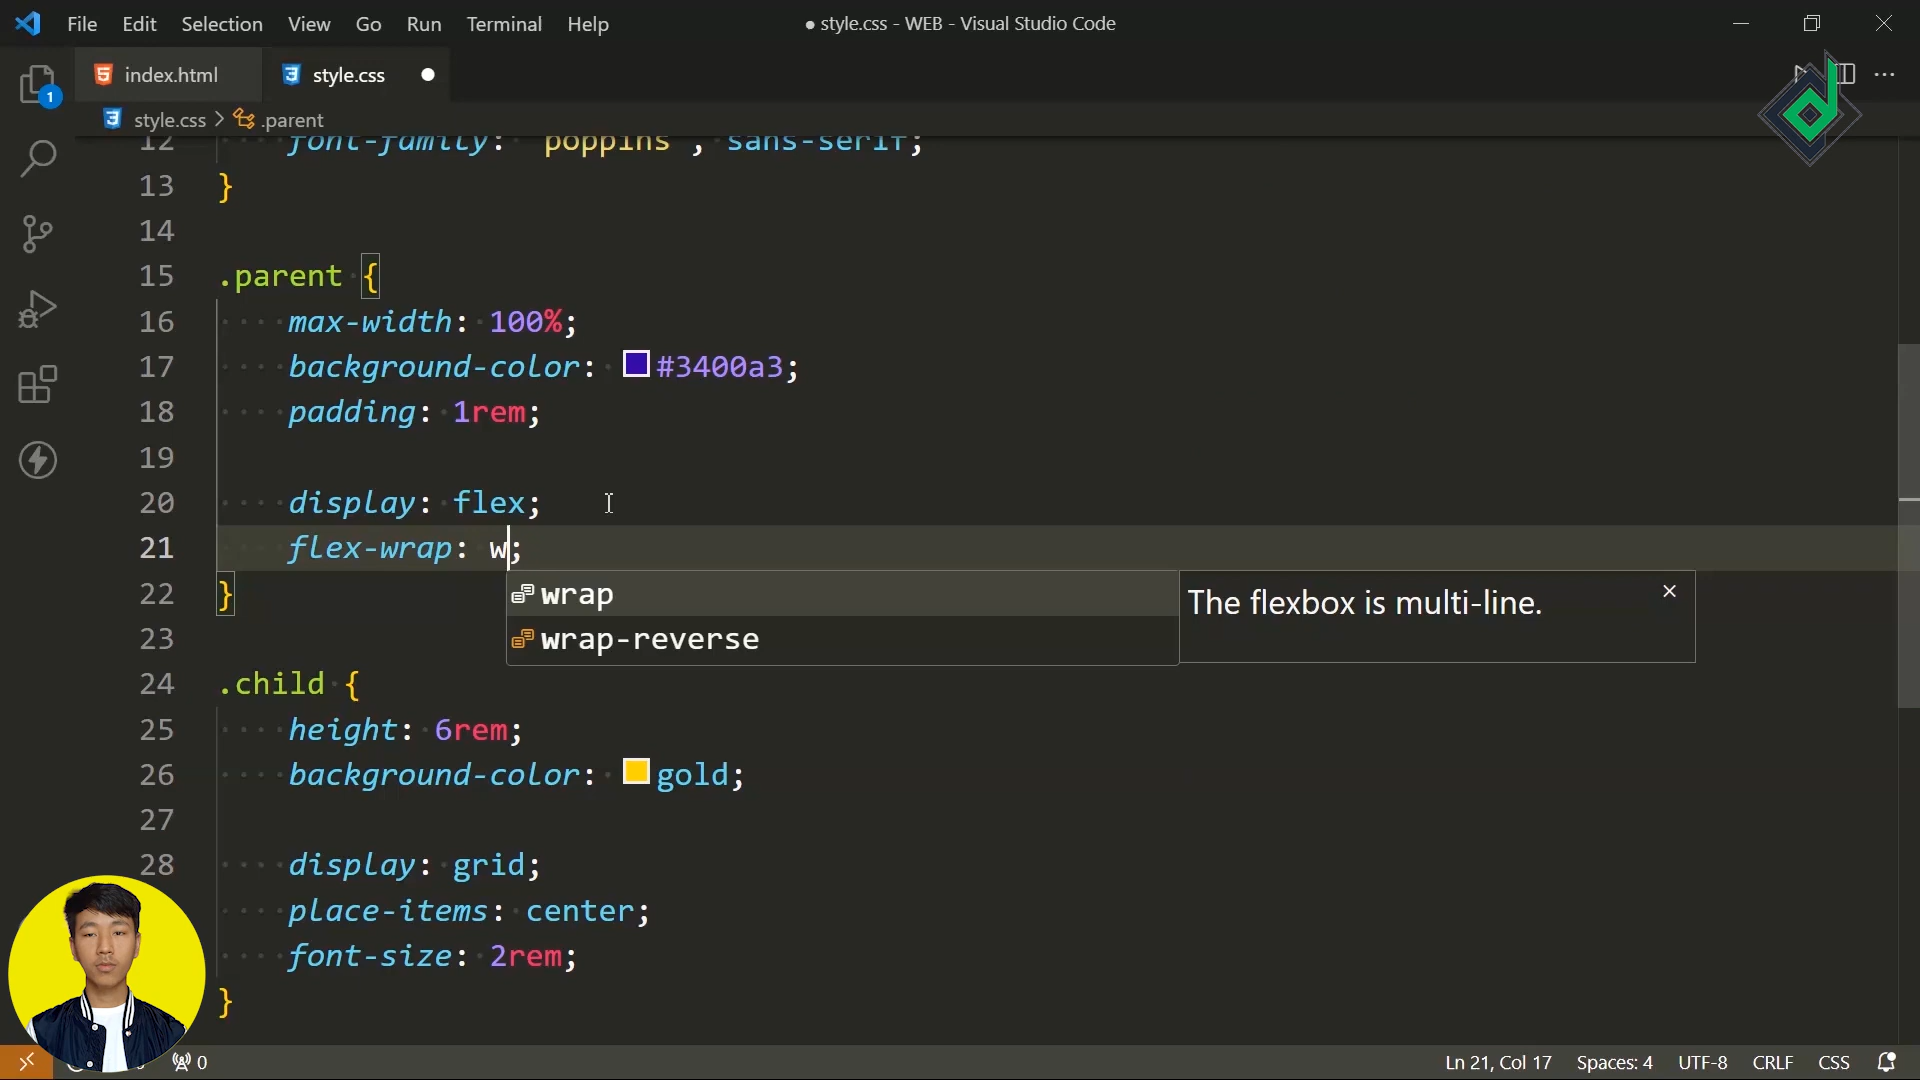 File Edit Selection View Go Run Terminal Help ● style.css - WEB - Visual Studio Code
index.html style.css
style.css > .parent
1
12 font-family: "poppins", sans-serif;
13 }
14
15 .parent {
16 max-width: 100%;
17 background-color: #3400a3;
18 padding: 1rem;
19
20 display: flex;
21 flex-wrap: w;
22 }
wrap
The flexbox is multi-line.
wrap-reverse
23
24 .child {
25 height: 6rem;
26 background-color: gold;
27
28 display: grid;
place-items: center;
font-size: 2rem;
}
0 Ln 21, Col 17 Spaces: 4 UTF-8 CRLF CSS